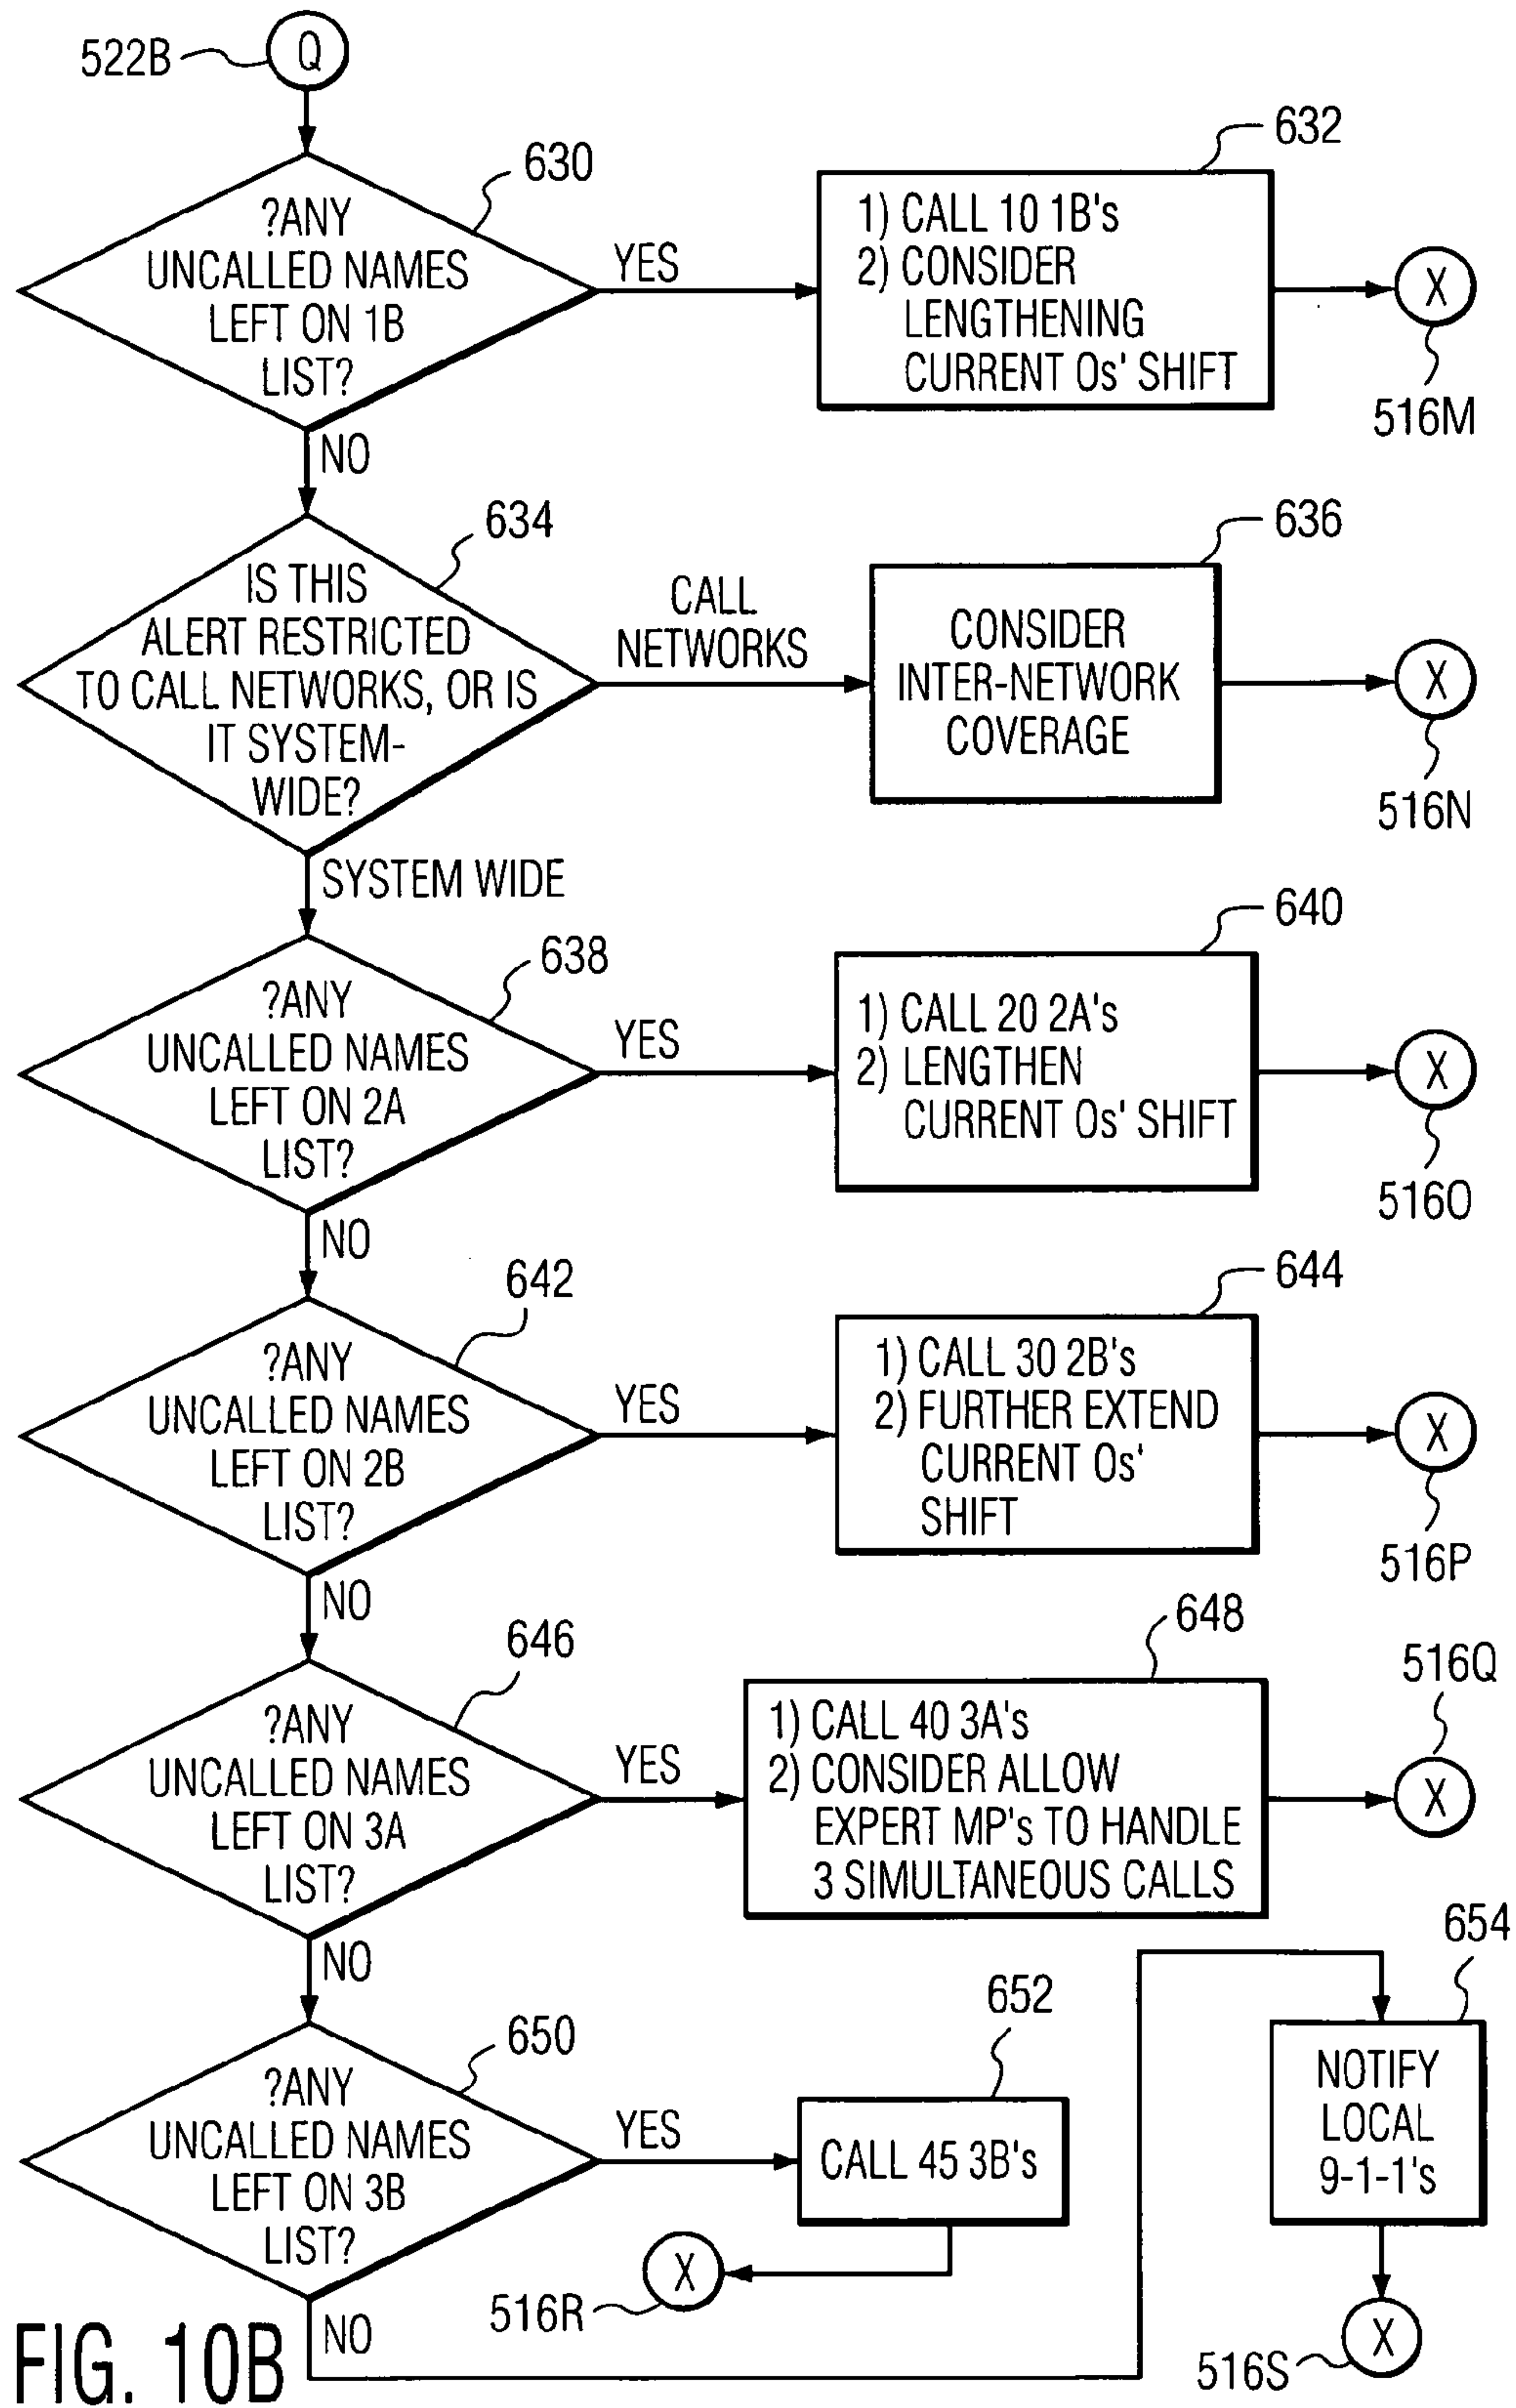 522B
Q
630
?ANY
UNCALLED NAMES
LEFT ON 1B
LIST?
YES
632
1) CALL 10 1B's
2) CONSIDER
LENGTHENING
CURRENT Os' SHIFT
X
516M
NO
634
IS THIS
ALERT RESTRICTED
TO CALL NETWORKS, OR IS
IT SYSTEM-
WIDE?
CALL
NETWORKS
636
CONSIDER
INTER-NETWORK
COVERAGE
X
516N
SYSTEM WIDE
638
?ANY
UNCALLED NAMES
LEFT ON 2A
LIST?
YES
640
1) CALL 20 2A's
2) LENGTHEN
CURRENT Os' SHIFT
X
516O
NO
642
?ANY
UNCALLED NAMES
LEFT ON 2B
LIST?
YES
644
1) CALL 30 2B's
2) FURTHER EXTEND
CURRENT Os'
SHIFT
X
516P
NO
646
?ANY
UNCALLED NAMES
LEFT ON 3A
LIST?
YES
648
1) CALL 40 3A's
2) CONSIDER ALLOW
EXPERT MP's TO HANDLE
3 SIMULTANEOUS CALLS
516Q
X
NO
650
?ANY
UNCALLED NAMES
LEFT ON 3B
LIST?
YES
652
CALL 45 3B's
X
516R
654
NOTIFY
LOCAL
9-1-1's
X
516S
NO
FIG. 10B